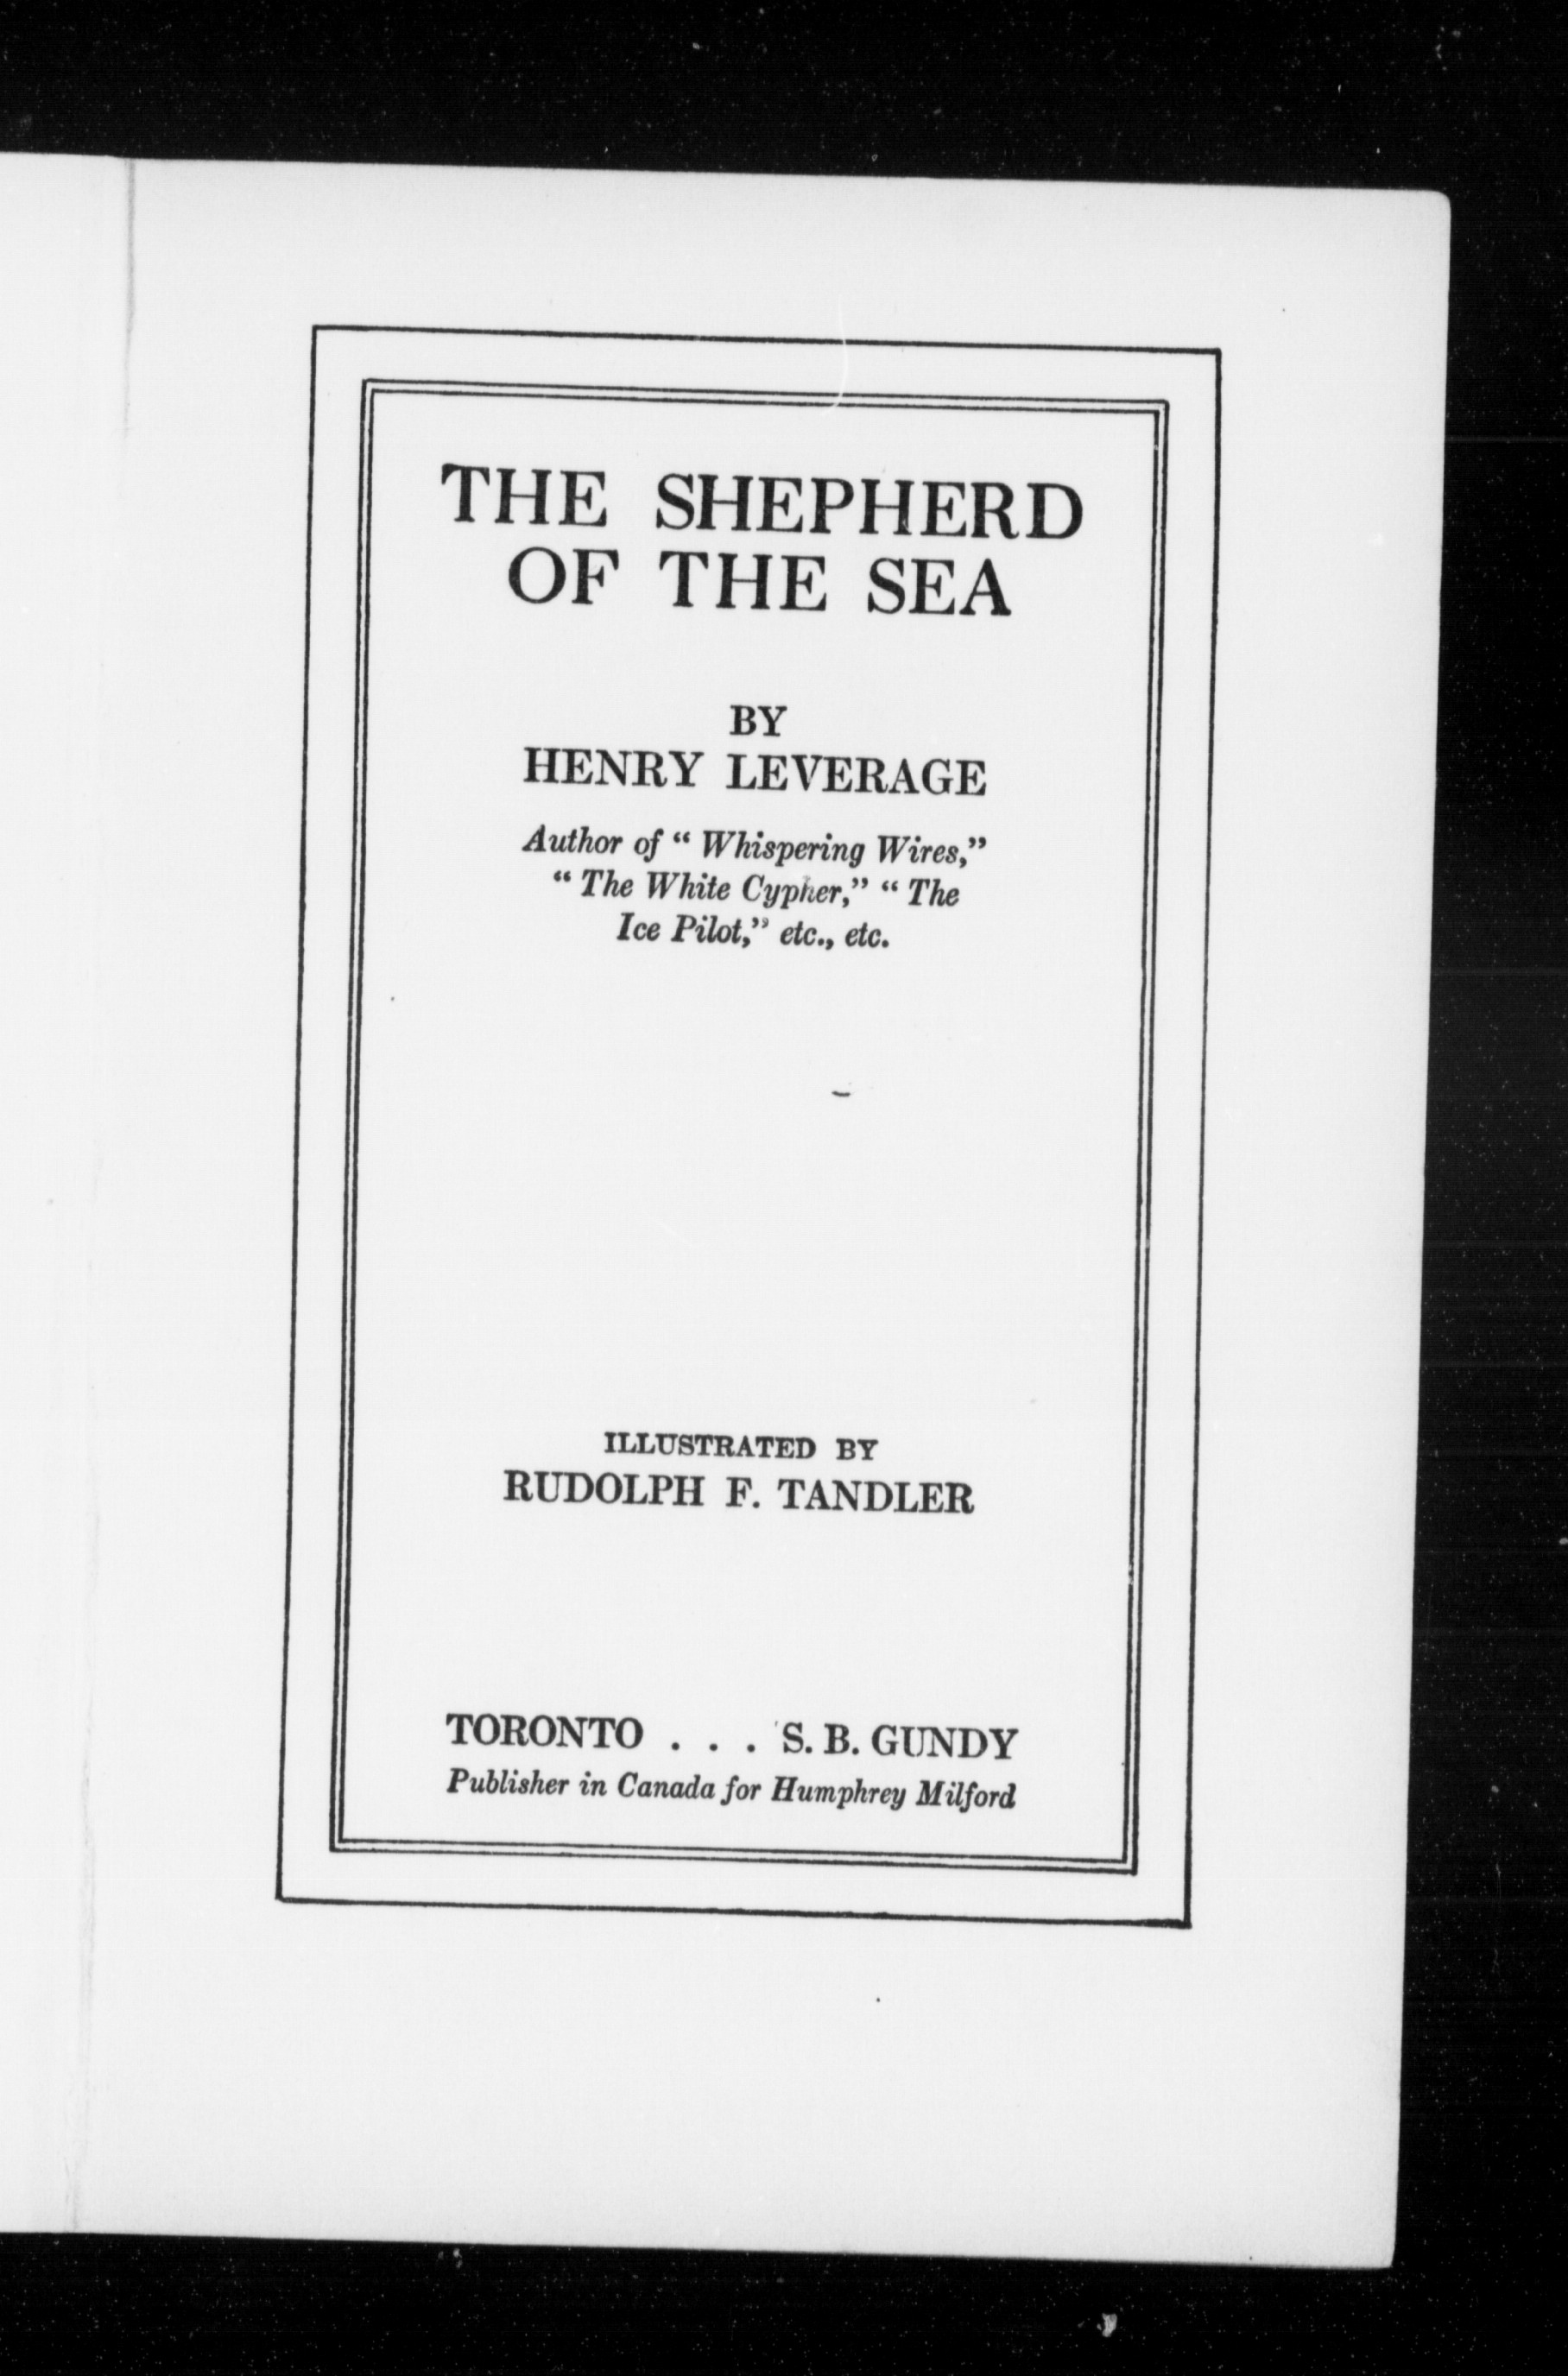 THE SHEPHERD
OF THE SEA
BY
HENRY LEVERAGE
Author of “ Whispering Wires,”
“ The White Cypher,” “ The
Ice Pilot,” etc., etc.
ILLUSTRATED BY
RUDOLPH F. TANDLER
TORONTO . . . S. B. GUNDY
Publisher in Canada for Humphrey Milford